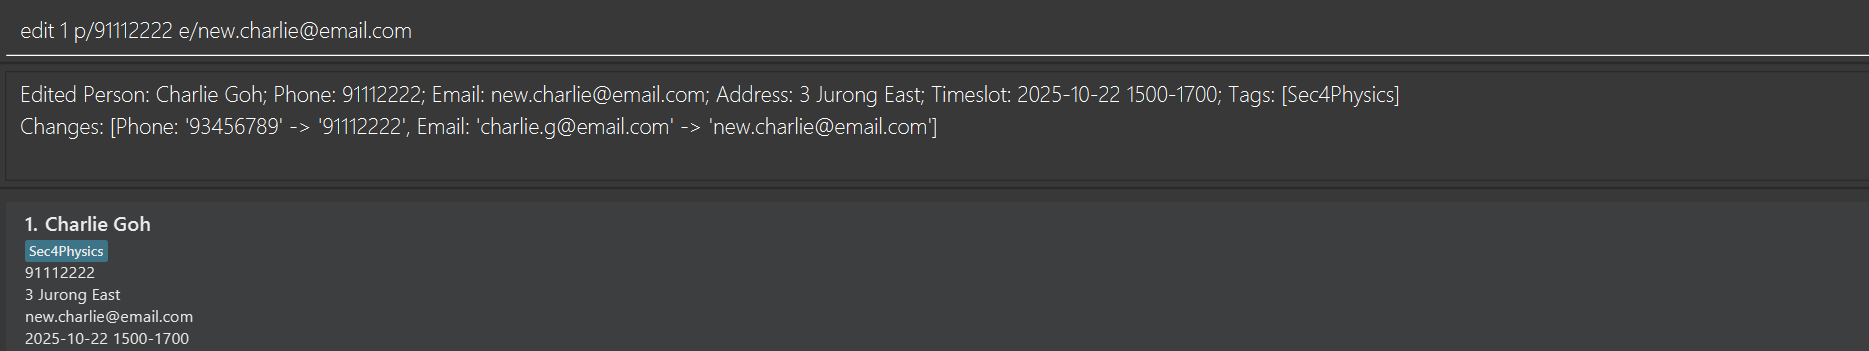 edit 1 p/91112222 e/new.charlie@email.com
Edited Person: Charlie Goh; Phone: 91112222; Email: new.charlie@email.com; Address: 3 Jurong East; Timeslot: 2025-10-22 1500-1700; Tags: [Sec4Physics]
Changes: [Phone: '93456789' -> '91112222', Email: 'charlie.g@email.com' -> 'new.charlie@email.com']
1. Charlie Goh
Sec4Physics
91112222
3 Jurong East
new.charlie@email.com
2025-10-22 1500-1700